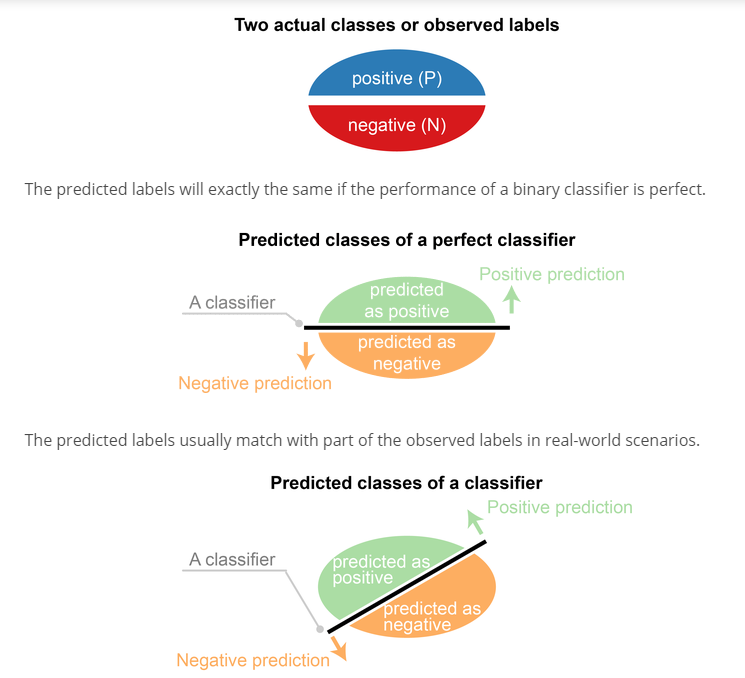 Two actual classes or observed labels
positive (P)
negative (N)
The predicted labels will exactly the same if the performance of a binary classifier is perfect.
Predicted classes of a perfect classifier
Positive prediction
A classifier
predicted
as positive
predicted as
negative
Negative prediction
The predicted labels usually match with part of the observed labels in real-world scenarios.
Predicted classes of a classifier
Positive prediction
A classifier
predicted as
positive
predicted as
negative
Negative prediction